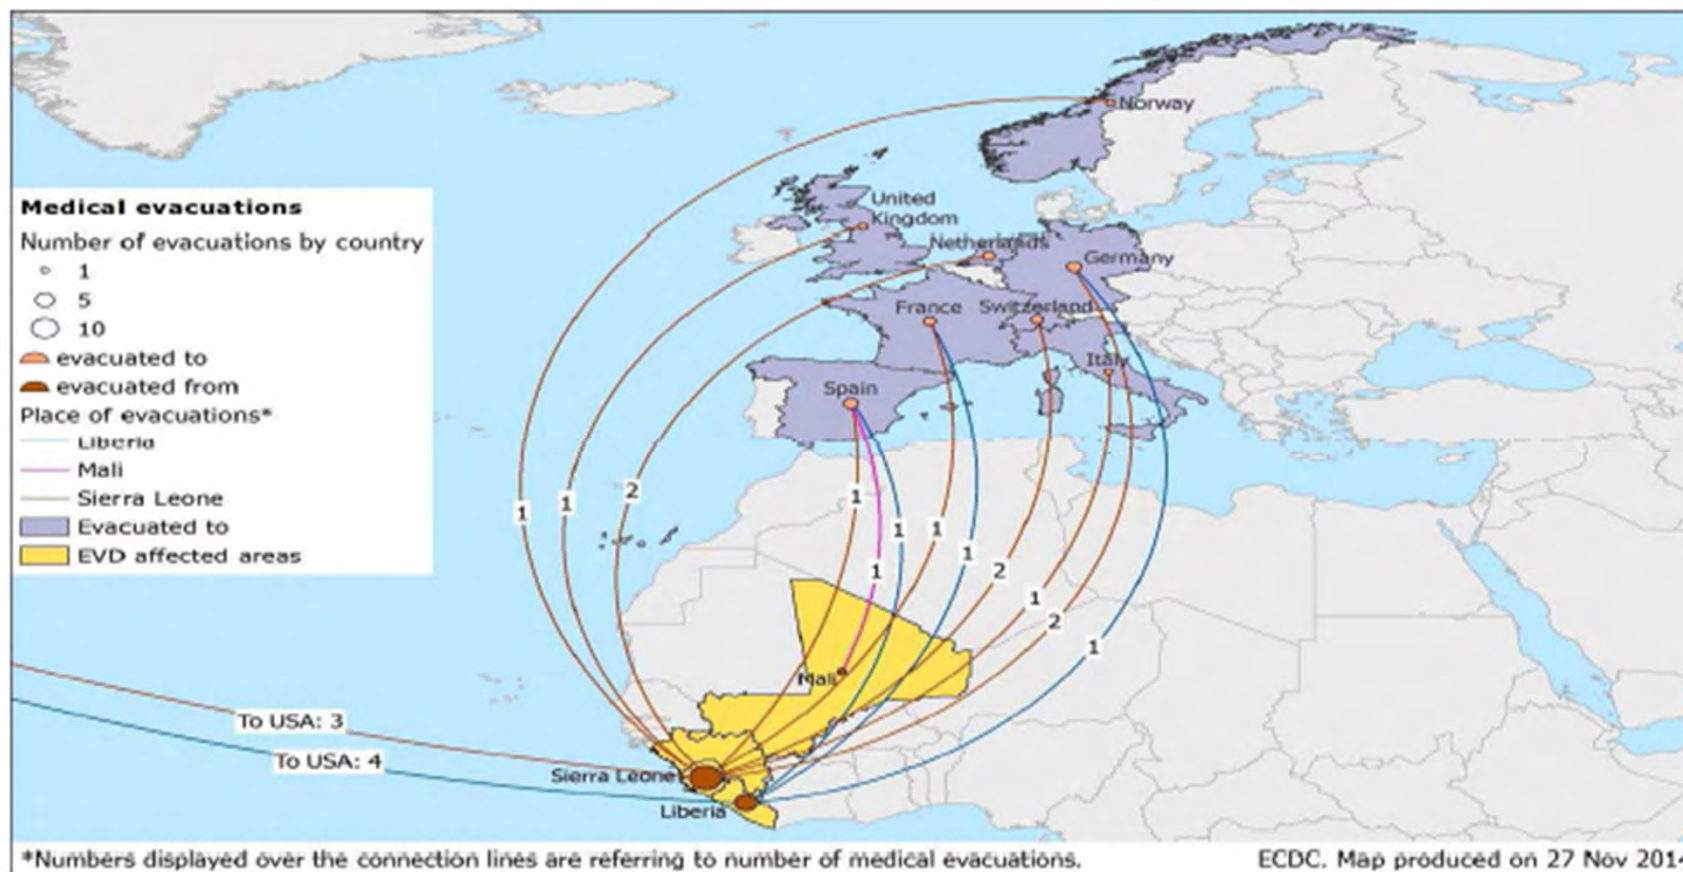 Norway
United
Kingdom
Netherlands
Germany
France
Switzerland
Italy
Spain
Medical evacuations
Number of evacuations by country
1
5
10
evacuated to
evacuated from
Place of evacuations*
Liberia
Mali
Sierra Leone
Evacuated to
EVD affected areas
1
1
2
1
1
1
1
1
2
1
2
1
Mali
To USA: 3
To USA: 4
Sierra Leone
Liberia
*Numbers displayed over the connection lines are referring to number of medical evacuations.
ECDC. Map produced on 27 Nov 2014